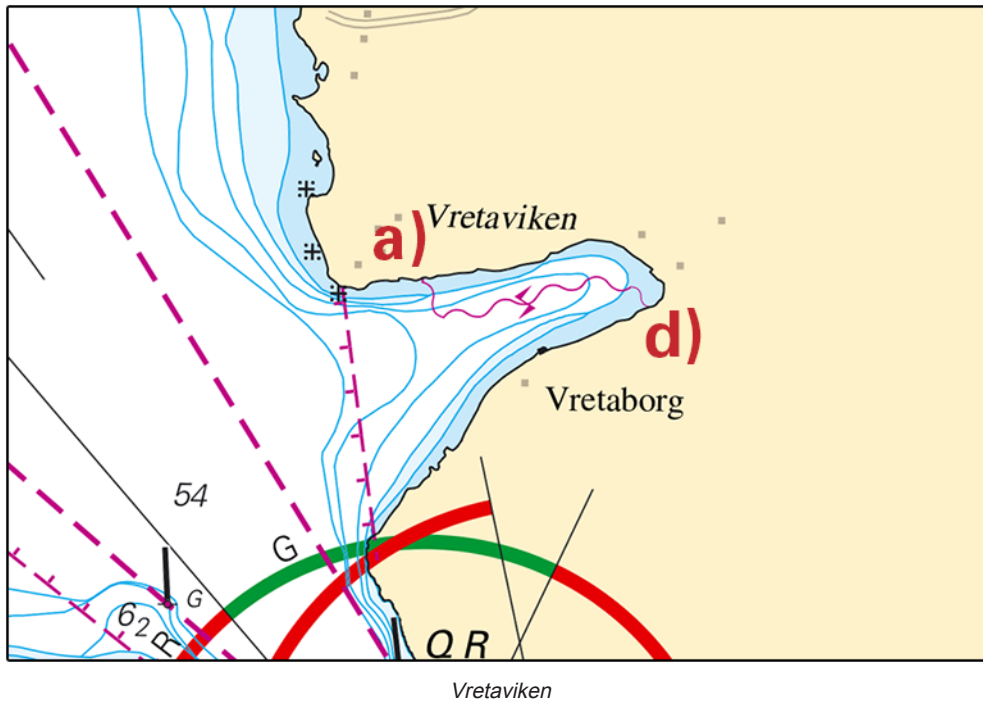 Vretaviken
a)
d)
Vretaborg
54
G
G
6₂
R
Q R
Vretaviken